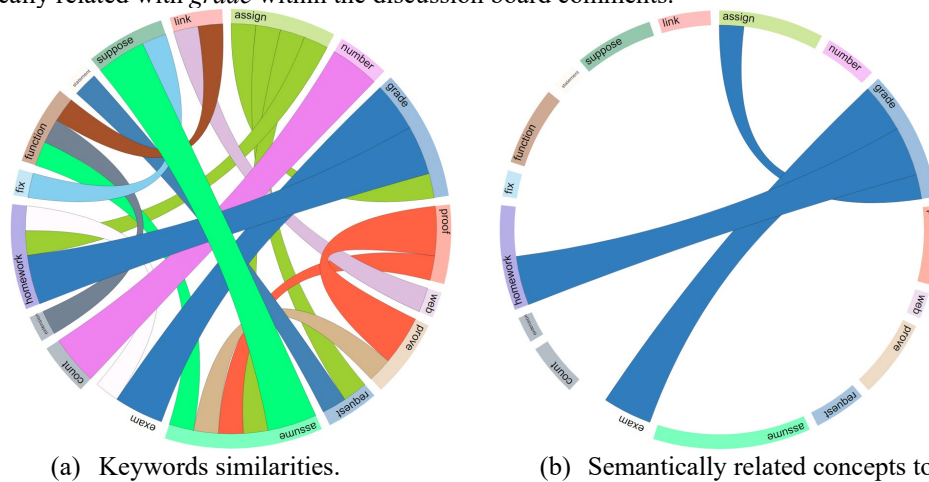 cally related with grade within the discussion board comments.
link
assign
suppose
number
statement
grade
function
fix
proof
homework
web
prove
count
request
exam
assume
link
assign
suppose
number
statement
grade
function
fix
homework
web
prove
count
request
exam
assume
(a) Keywords similarities.
(b) Semantically related concepts to